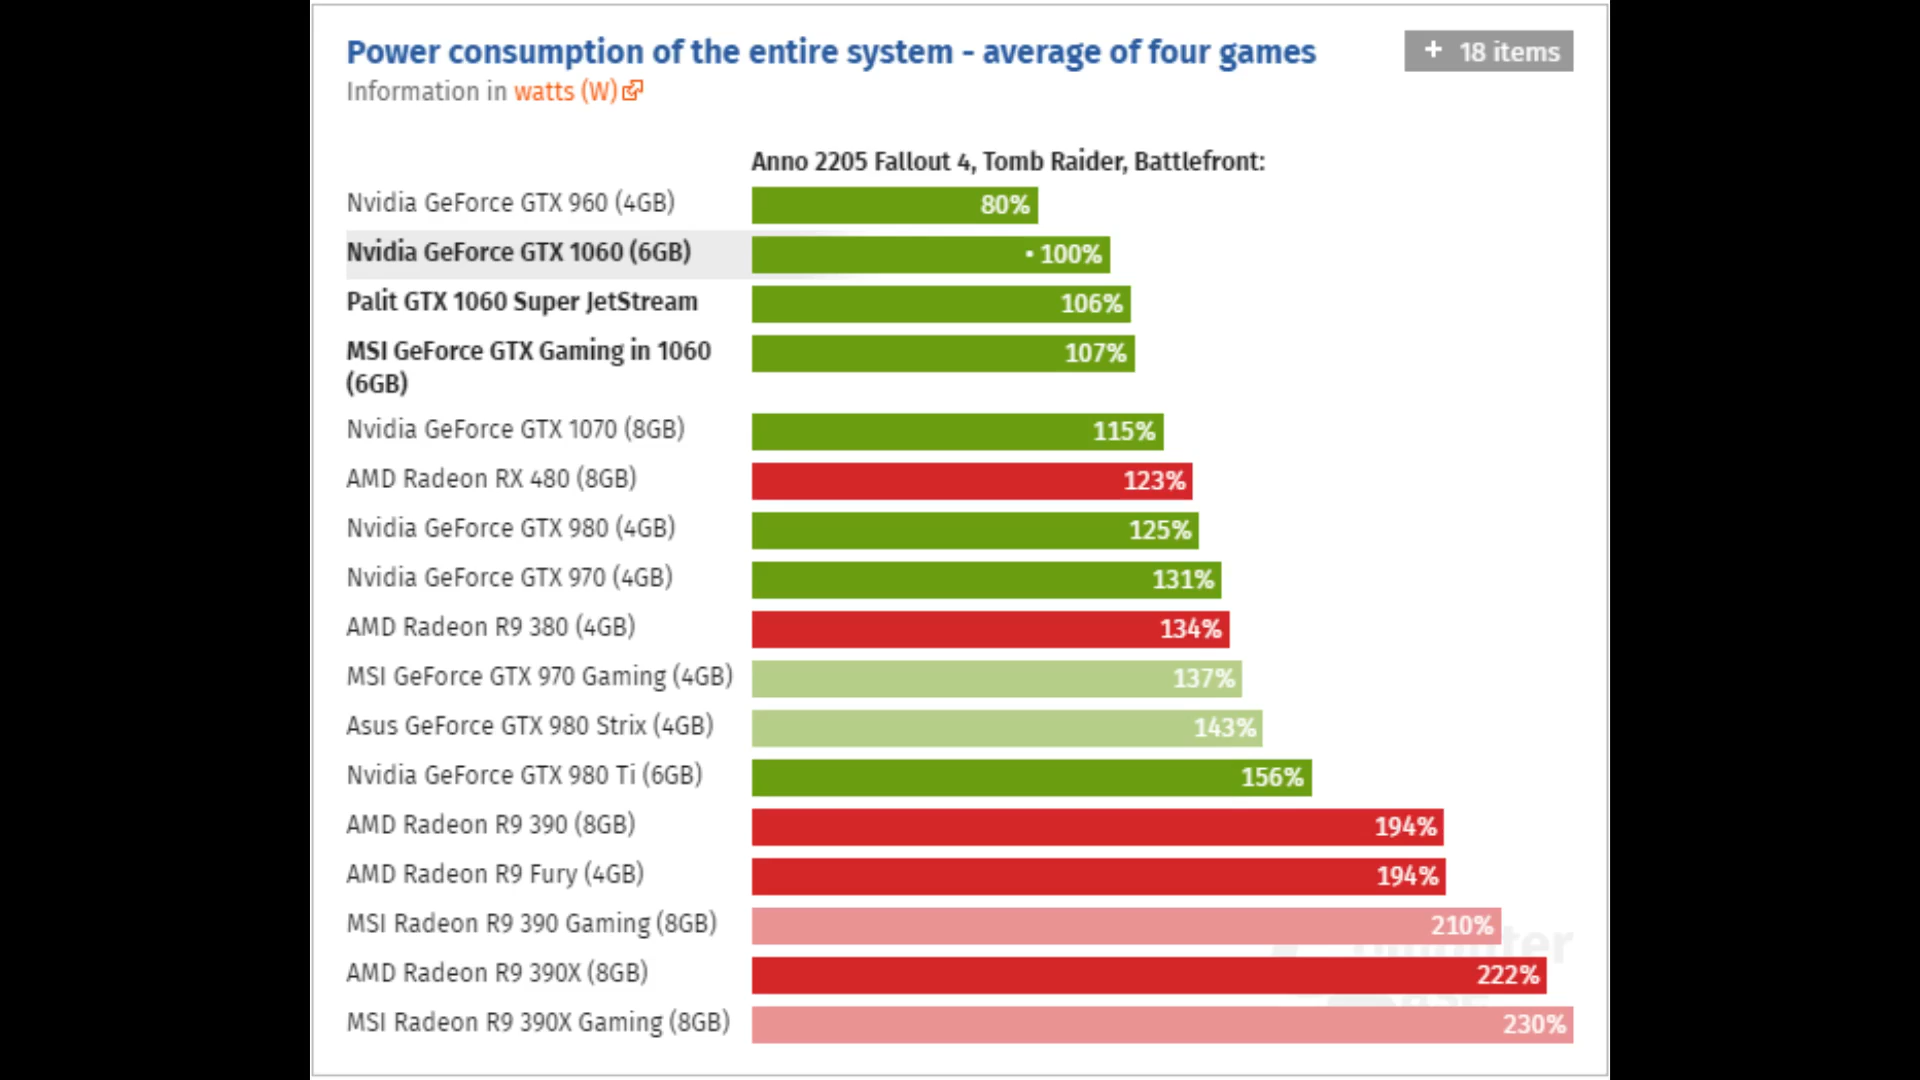 Power consumption of the entire system - average of four games
+ 18 items
Information in watts (W)
Anno 2205 Fallout 4, Tomb Raider, Battlefront:
Nvidia GeForce GTX 960 (4GB) 80%
Nvidia GeForce GTX 1060 (6GB) · 100%
Palit GTX 1060 Super JetStream 106%
MSI GeForce GTX Gaming in 1060 107%
(6GB)
Nvidia GeForce GTX 1070 (8GB) 115%
AMD Radeon RX 480 (8GB) 123%
Nvidia GeForce GTX 980 (4GB) 125%
Nvidia GeForce GTX 970 (4GB) 131%
AMD Radeon R9 380 (4GB) 134%
MSI GeForce GTX 970 Gaming (4GB) 137%
Asus GeForce GTX 980 Strix (4GB) 143%
Nvidia GeForce GTX 980 Ti (6GB) 156%
AMD Radeon R9 390 (8GB) 194%
AMD Radeon R9 Fury (4GB) 194%
MSI Radeon R9 390 Gaming (8GB) 210%
AMD Radeon R9 390X (8GB) 222%
MSI Radeon R9 390X Gaming (8GB) 230%